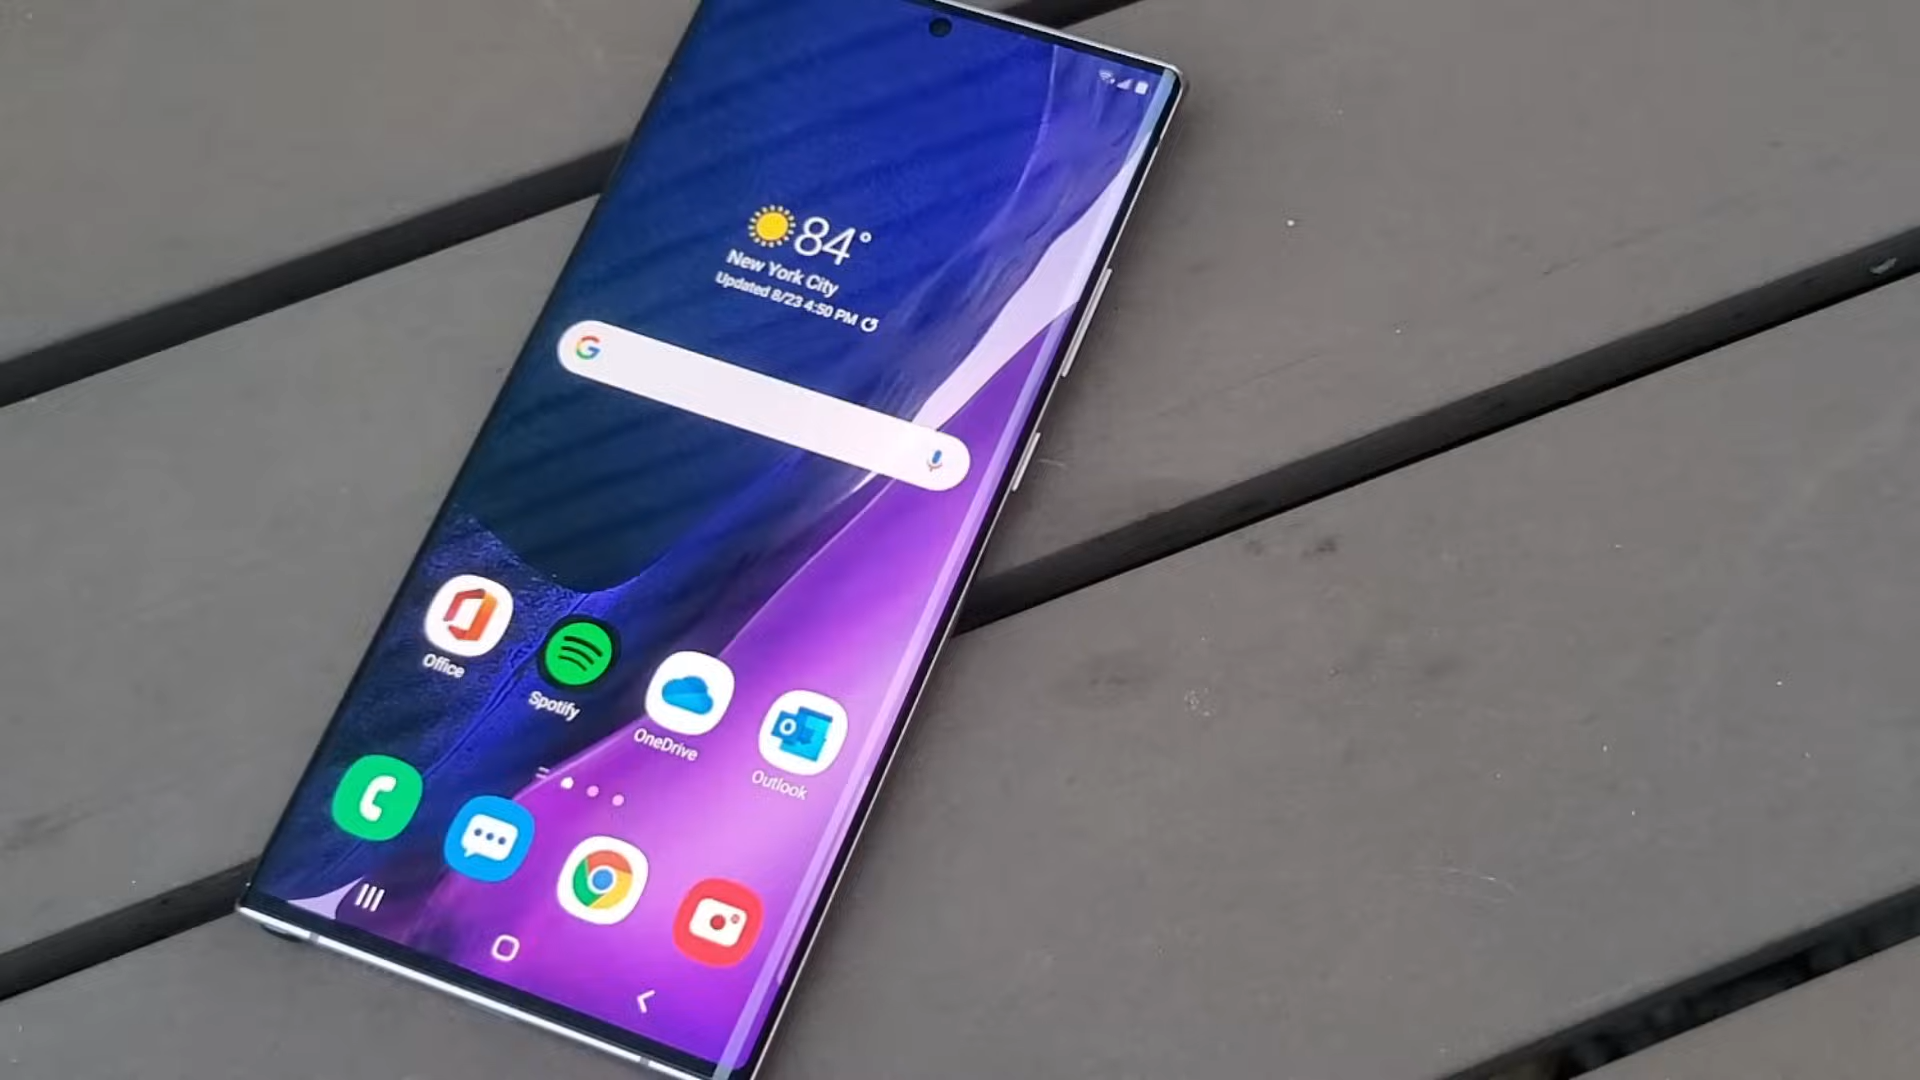 84°
New York City
Updated 8/23 4:50 PM
Office
Spotify
OneDrive
Outlook